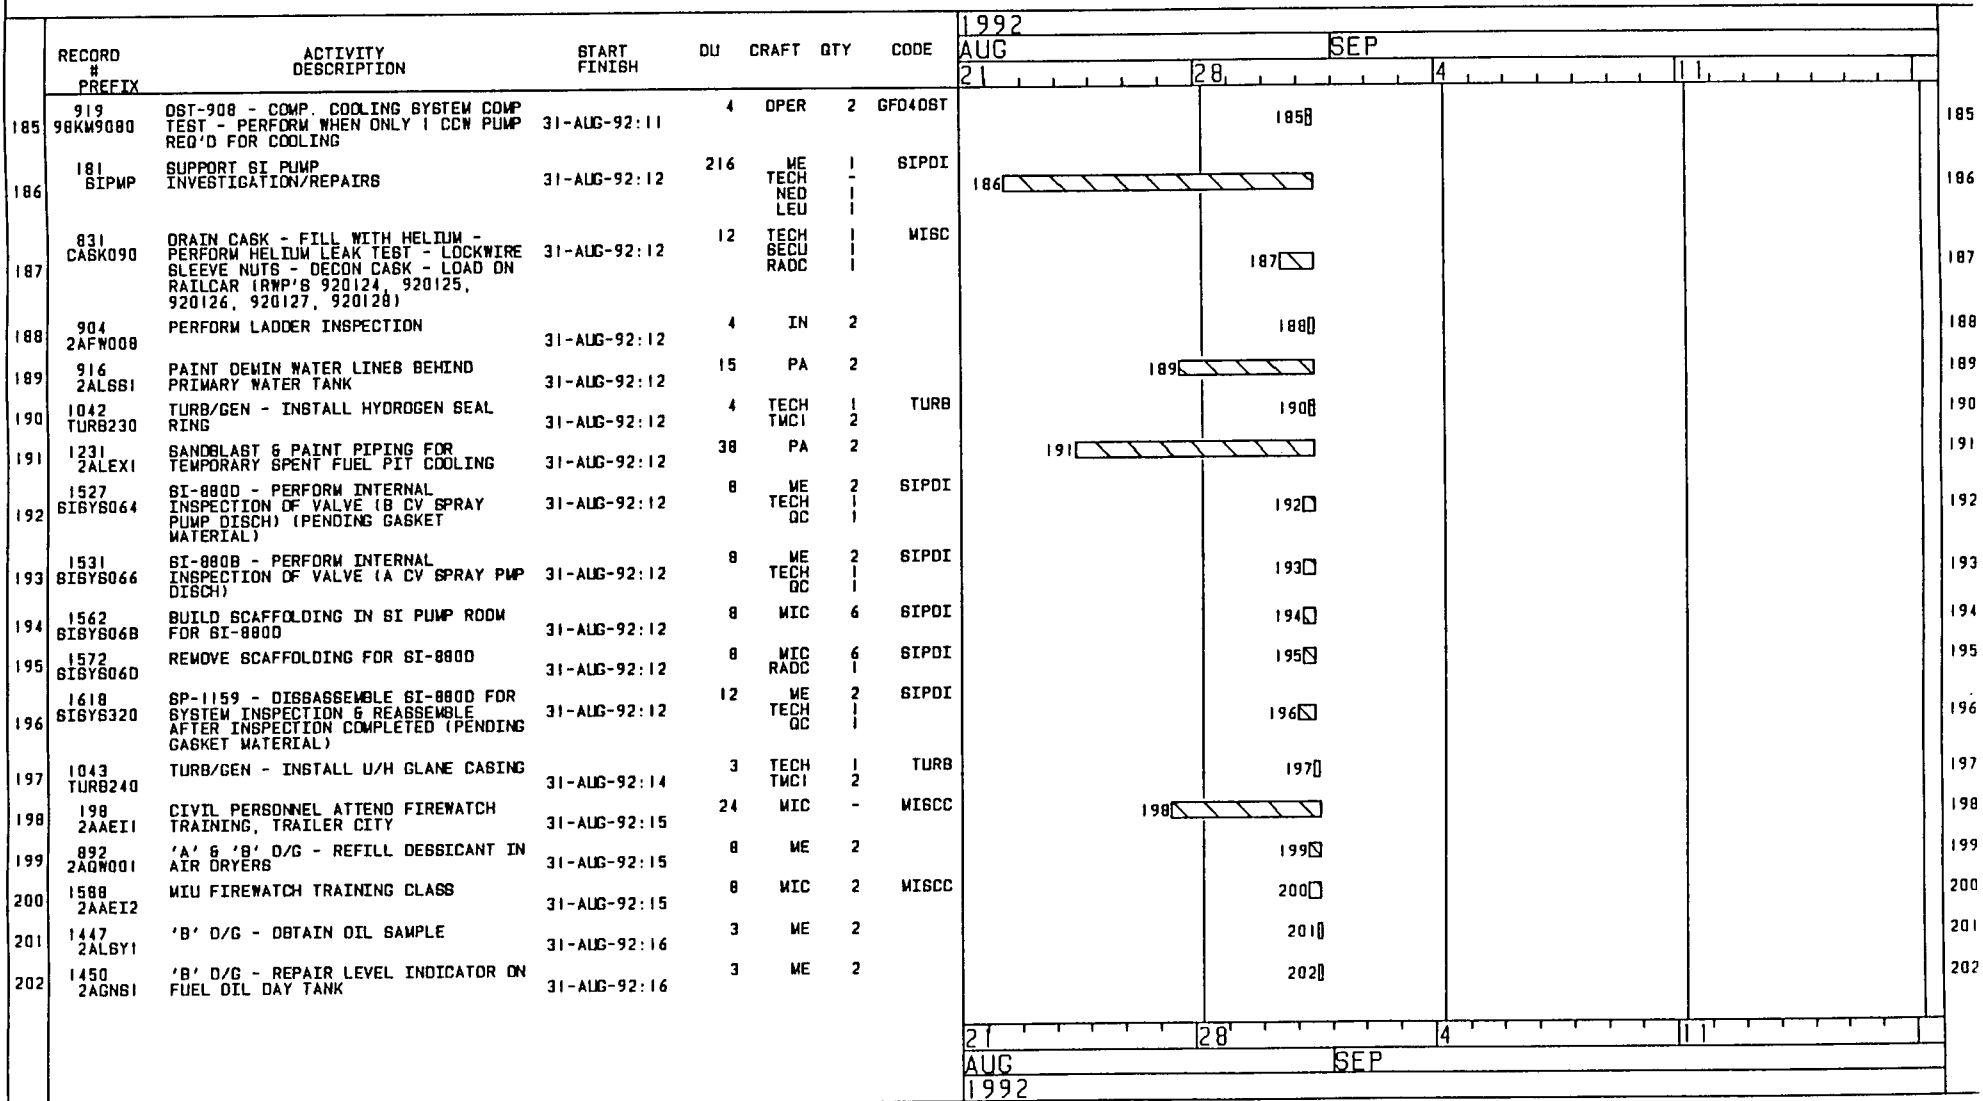 1992
AUG SEP
21 28 4 11
RECORD ACTIVITY START DU CRAFT QTY CODE
# DESCRIPTION FINISH
PREFIX
919 OST-908 - COMP. COOLING SYSTEM COMP 4 OPER 2 GF04OST
185 98KM9080 TEST - PERFORM WHEN ONLY 1 CCW PUMP 31-AUG-92:11 185 185
REQ'D FOR COOLING
181 SUPPORT SI PUMP 216 ME 1 SIPDI
186 SIPMP INVESTIGATION/REPAIRS 31-AUG-92:12 TECH - 186 186
NED 1
LEU 1
831 DRAIN CASK - FILL WITH HELIUM - 12 TECH 1 MISC
CASK090 PERFORM HELIUM LEAK TEST - LOCKWIRE 31-AUG-92:12 SECU 1
187 SLEEVE NUTS - DECON CASK - LOAD ON RADC 1 187 187
RAILCAR (RWP'S 920124, 920125,
920126, 920127, 920128)
904 PERFORM LADDER INSPECTION 4 IN 2
188 2AFW008 31-AUG-92:12 188 188
916 PAINT DEMIN WATER LINES BEHIND 15 PA 2
189 2ALSS1 PRIMARY WATER TANK 31-AUG-92:12 189 189
1042 TURB/GEN - INSTALL HYDROGEN SEAL 4 TECH 1 TURB
190 TURB230 RING 31-AUG-92:12 TMCI 2 190 190
1231 SANDBLAST & PAINT PIPING FOR 38 PA 2
191 2ALEX1 TEMPORARY SPENT FUEL PIT COOLING 31-AUG-92:12 191 191
1527 SI-880D - PERFORM INTERNAL 8 ME 2 SIPDI
192 SISYS064 INSPECTION OF VALVE (B CV SPRAY 31-AUG-92:12 TECH 1 192 192
PUMP DISCH) (PENDING GASKET QC 1
MATERIAL)
1531 SI-880B - PERFORM INTERNAL 8 ME 2 SIPDI
193 SISYS066 INSPECTION OF VALVE (A CV SPRAY PMP 31-AUG-92:12 TECH 1 193 193
DISCH) QC 1
1562 BUILD SCAFFOLDING IN SI PUMP ROOM 8 MIC 6 SIPDI
194 SISYS06B FOR SI-880D 31-AUG-92:12 194 194
1572 REMOVE SCAFFOLDING FOR SI-880D 8 MIC 6 SIPDI
195 SISYS06D 31-AUG-92:12 RADC 1 195 195
1618 SP-1159 - DISSASSEMBLE SI-880D FOR 12 ME 2 SIPDI
196 SISYS320 SYSTEM INSPECTION & REASSEMBLE 31-AUG-92:12 TECH 1 196 196
AFTER INSPECTION COMPLETED (PENDING QC 1
GASKET MATERIAL)
1043 TURB/GEN - INSTALL U/H GLANE CASING 3 TECH 1 TURB
197 TURB240 31-AUG-92:14 TMCI 2 197 197
198 CIVIL PERSONNEL ATTEND FIREWATCH 24 MIC - MISCC
198 2AAEI1 TRAINING, TRAILER CITY 31-AUG-92:15 198 198
892 'A' & 'B' D/G - REFILL DESSICANT IN 8 ME 2
199 2AQW001 AIR DRYERS 31-AUG-92:15 199 199
1588 MIU FIREWATCH TRAINING CLASS 8 MIC 2 MISCC
200 2AAEI2 31-AUG-92:15 200 200
1447 'B' D/G - OBTAIN OIL SAMPLE 3 ME 2
201 2ALSY1 31-AUG-92:16 201 201
1450 'B' D/G - REPAIR LEVEL INDICATOR ON 3 ME 2
202 2AGNS1 FUEL OIL DAY TANK 31-AUG-92:16 202 202
21 28 4 11
AUG SEP
1992